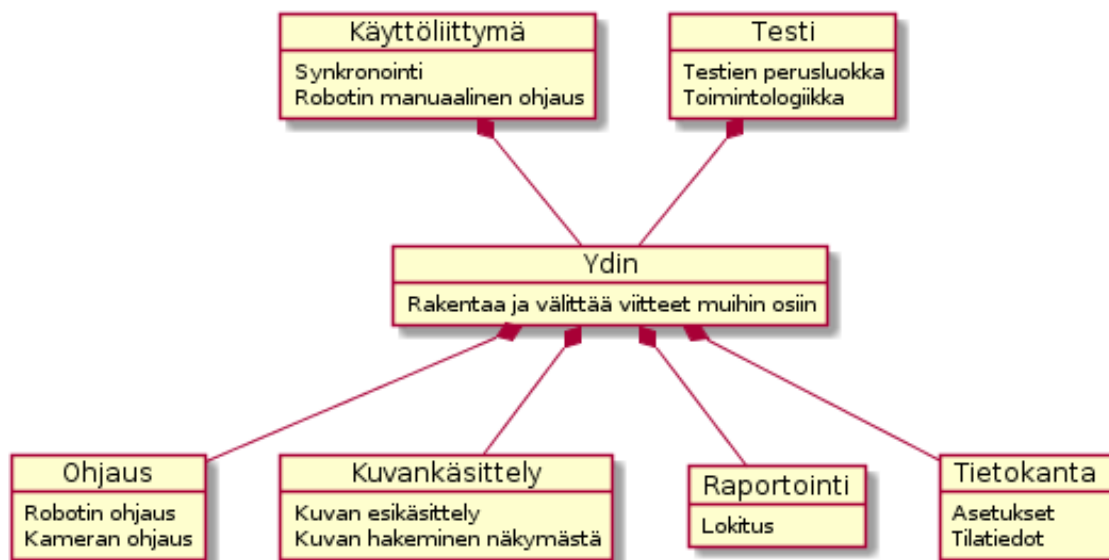 Käyttöliittymä
Synkronointi
Robotin manuaalinen ohjaus
Testi
Testien perusluokka
Toimintologiikka
Ydin
Rakentaa ja välittää viitteet muihin osiin
Ohjaus
Robotin ohjaus
Kameran ohjaus
Kuvankäsittely
Kuvan esikäsittely
Kuvan hakeminen näkymästä
Raportointi
Lokitus
Tietokanta
Asetukset
Tilatiedot